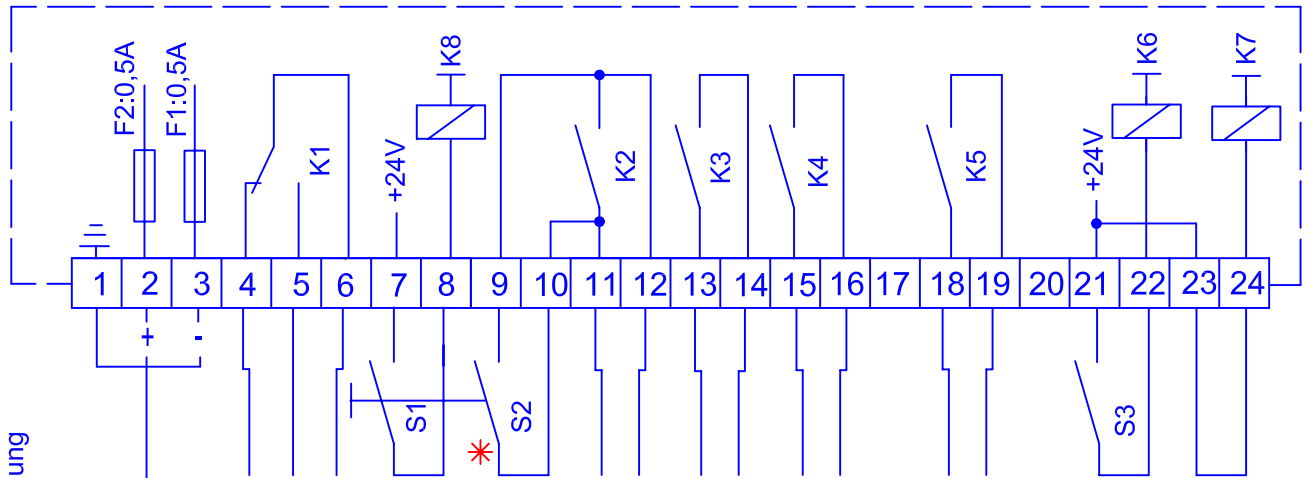 F2:0,5A
F1:0,5A
K1
+24V
K8
K2
K3
K4
K5
+24V
K6
K7
1 2 3 4 5 6 7 8 9 10 11 12 13 14 15 16 17 18 19 20 21 22 23 24
+ -
S1
S2
*
S3
ung